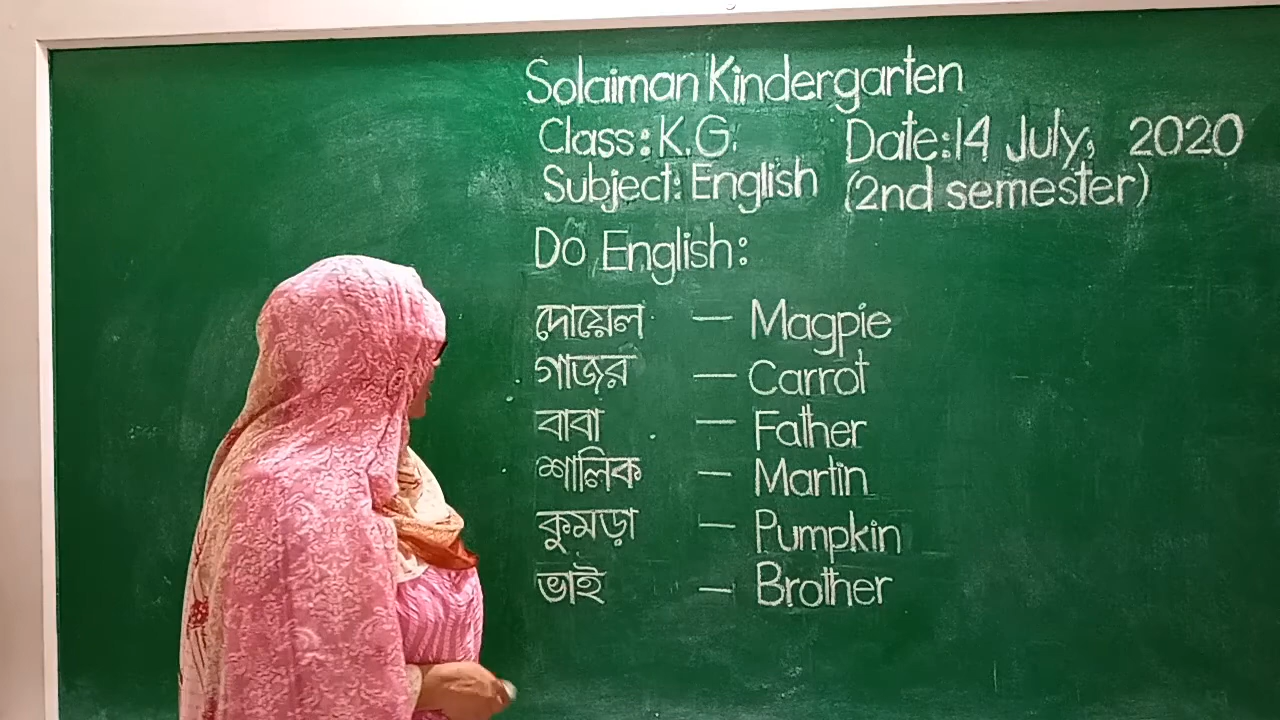 Solaiman Kindergarten
Class: K.G. Date: 14 July, 2020
Subject: English (2nd semester)
Do English:
দোয়েল — Magpie
গাজর — Carrot
বাবা — Father
শালিক — Martin
কুমড়া — Pumpkin
ভাই — Brother